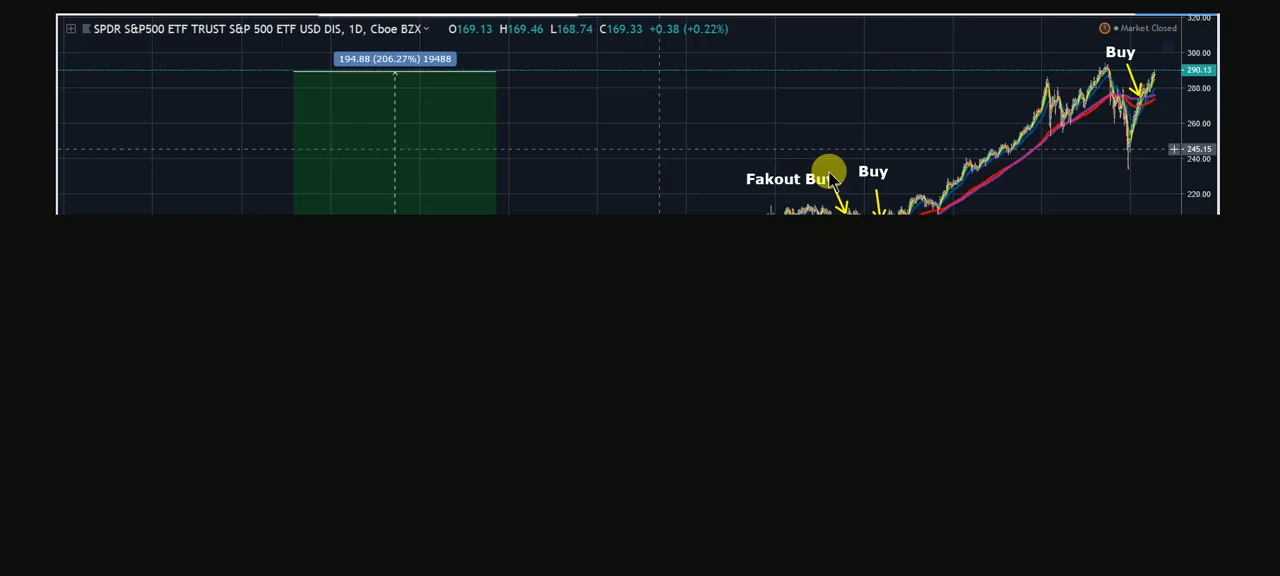 SPDR S&P500 ETF TRUST S&P 500 ETF USD DIS, 1D, Cboe BZX O169.13 H169.46 L168.74 C169.33 +0.38 (+0.22%)
Market Closed
320.00
194.88 (206.27%) 19488
Buy
300.00
290.13
280.00
260.00
245.15
240.00
Fakout Buy
Buy
220.00